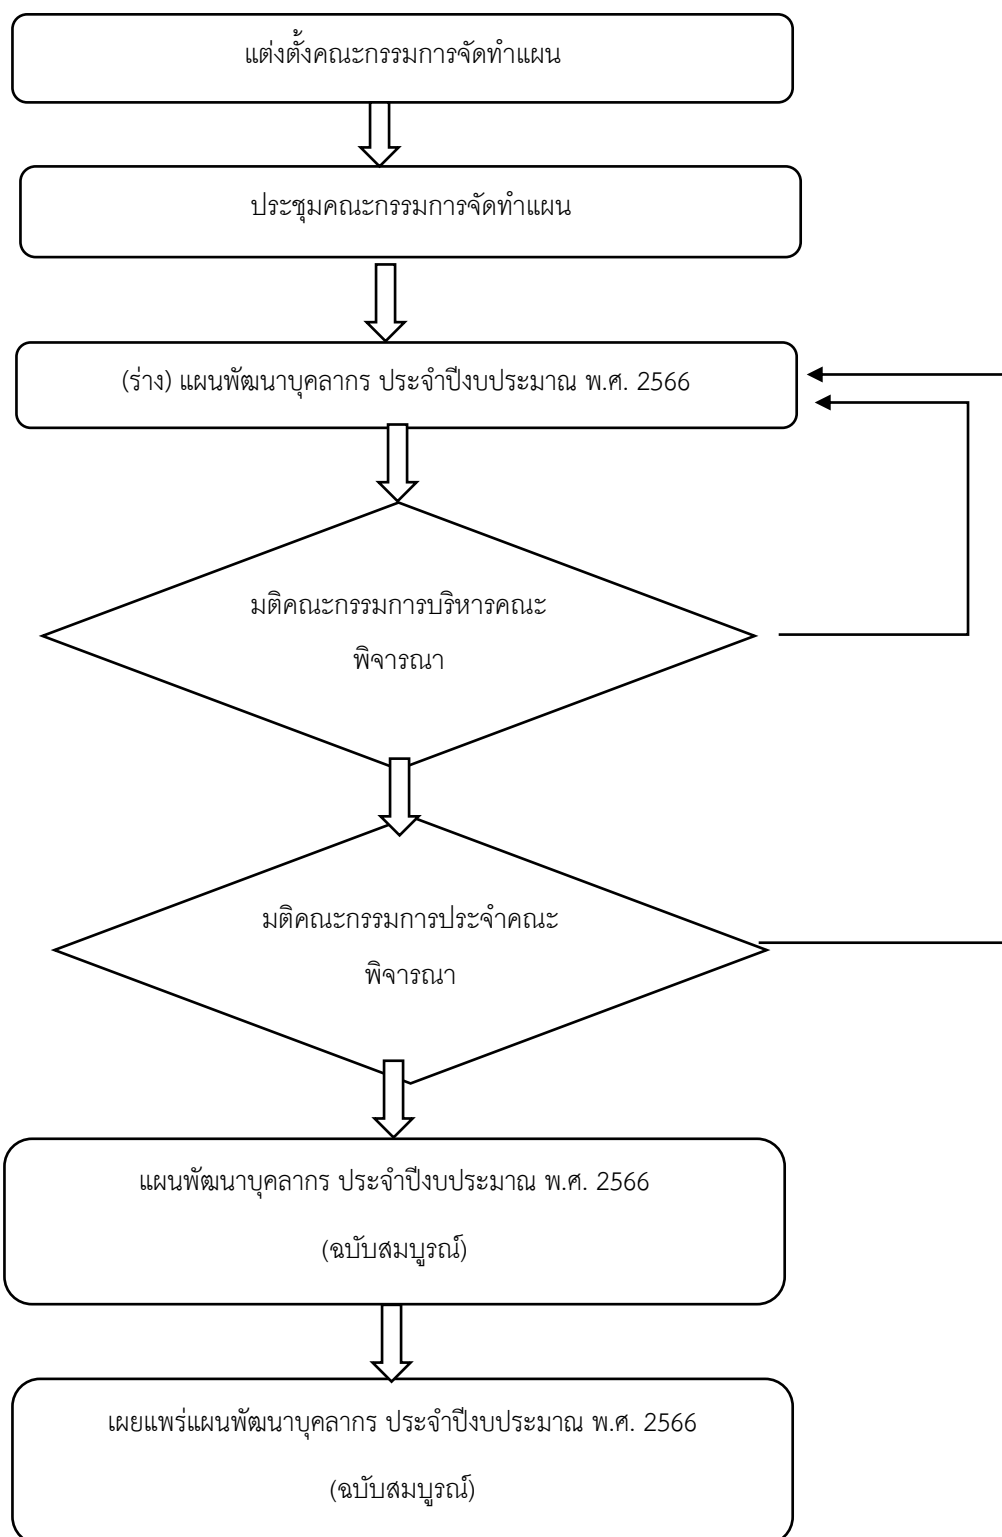 แต่งตั้งคณะกรรมการจัดทำแผน
ประชุมคณะกรรมการจัดทำแผน
(ร่าง) แผนพัฒนาบุคลากร ประจำปีงบประมาณ พ.ศ. 2566
มติคณะกรรมการบริหารคณะ
พิจารณา
มติคณะกรรมการประจำคณะ
พิจารณา
แผนพัฒนาบุคลากร ประจำปีงบประมาณ พ.ศ. 2566
(ฉบับสมบูรณ์)
เผยแพร่แผนพัฒนาบุคลากร ประจำปีงบประมาณ พ.ศ. 2566
(ฉบับสมบูรณ์)